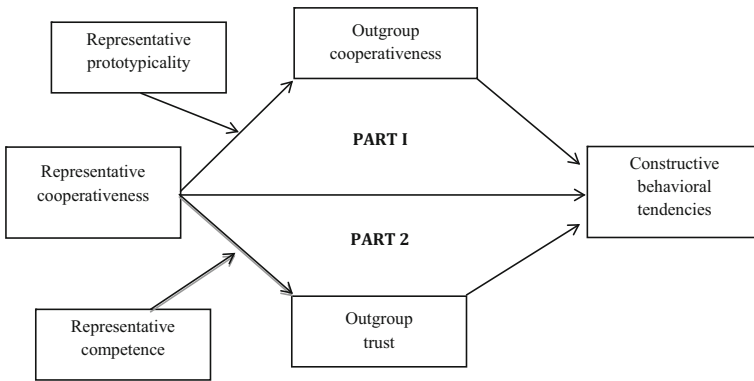 Representative
prototypicality
Outgroup
cooperativeness
PART I
Representative
cooperativeness
Constructive
behavioral
tendencies
PART 2
Representative
competence
Outgroup
trust